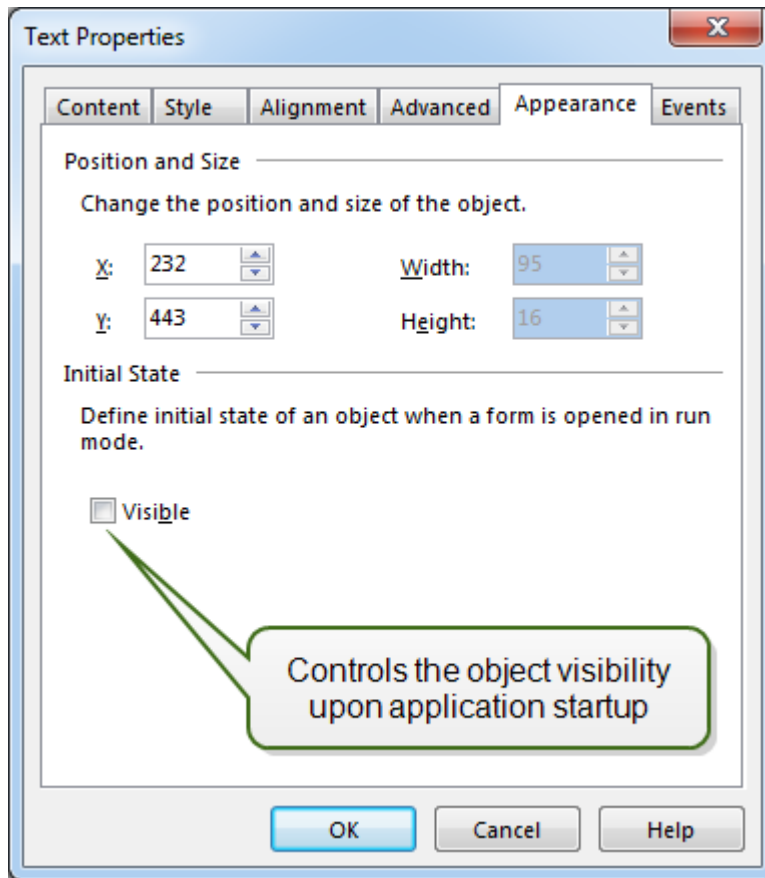 Text Properties
Content Style Alignment Advanced Appearance Events
Position and Size
Change the position and size of the object.
X: 232 Width: 95
Y: 443 Height: 16
Initial State
Define initial state of an object when a form is opened in run
mode.
Visible
Controls the object visibility
upon application startup
OK Cancel Help